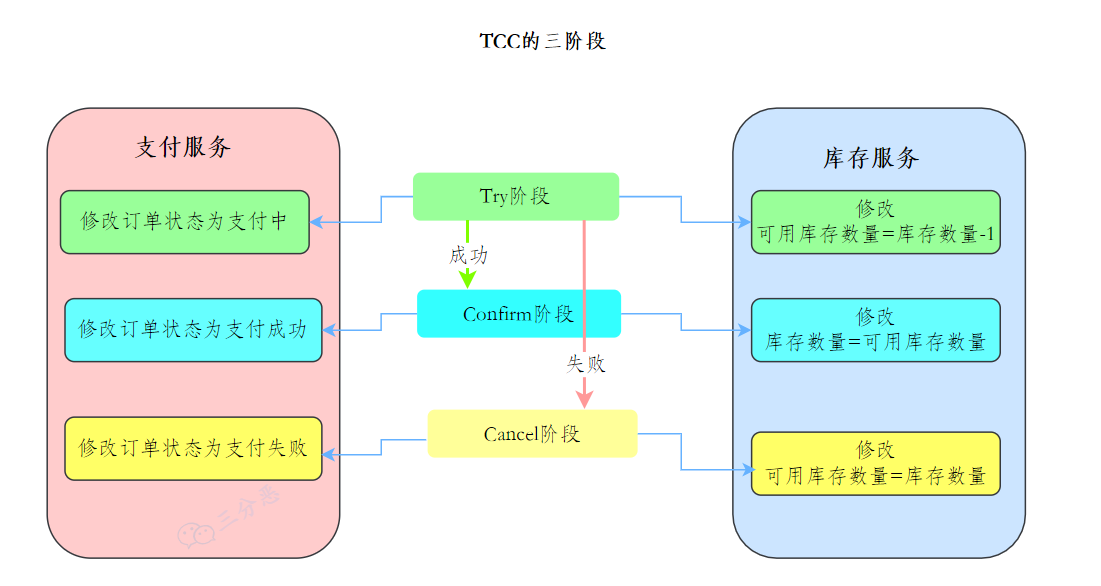 TCC的三阶段
支付服务
库存服务
Try阶段
修改订单状态为支付中
修改
可用库存数量=库存数量-1
成功
Confirm阶段
修改订单状态为支付成功
修改
库存数量=可用库存数量
失败
Cancel阶段
修改订单状态为支付失败
修改
可用库存数量=库存数量
三分恶